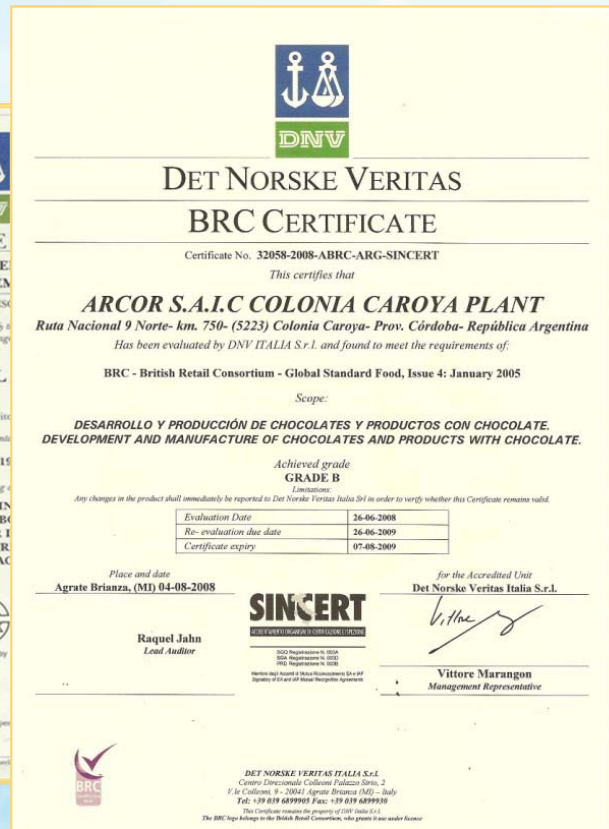 DNV
DET NORSKE VERITAS
BRC CERTIFICATE
Certificate No. 32058-2008-ABRC-ARG-SINCERT
This certifies that
ARCOR S.A.I.C COLONIA CAROYA PLANT
Ruta Nacional 9 Norte- km. 750- (5223) Colonia Caroya- Prov. Córdoba- República Argentina
Has been evaluated by DNV ITALIA S.r.l. and found to meet the requirements of:
BRC - British Retail Consortium - Global Standard Food, Issue 4: January 2005
Scope:
DESARROLLO Y PRODUCCIÓN DE CHOCOLATES Y PRODUCTOS CON CHOCOLATE.
DEVELOPMENT AND MANUFACTURE OF CHOCOLATES AND PRODUCTS WITH CHOCOLATE.
Achieved grade
GRADE B
Limitations:
Any changes in the product shall immediately be reported to Det Norske Veritas Italia Srl in order to verify whether this Certificate remains valid.
Evaluation Date 26-06-2008
Re- evaluation due date 26-06-2009
Certificate expiry 07-08-2009
Place and date
Agrate Brianza, (MI) 04-08-2008
for the Accredited Unit
Det Norske Veritas Italia S.r.l.
SINCERT
Raquel Jahn
Lead Auditor
Vittore Marangon
Management Representative
BRC
DET NORSKE VERITAS ITALIA S.r.l.
Centro Direzionale Colleoni Palazzo Sirio, 2
V.le Colleoni, 9 - 20041 Agrate Brianza (MI) – Italy
Tel: +39 039 6899905 Fax: +39 039 6899930
This Certificate remains the property of DNV Italia S.r.l.
The BRC logo belongs to the British Retail Consortium, who grants it use under licence